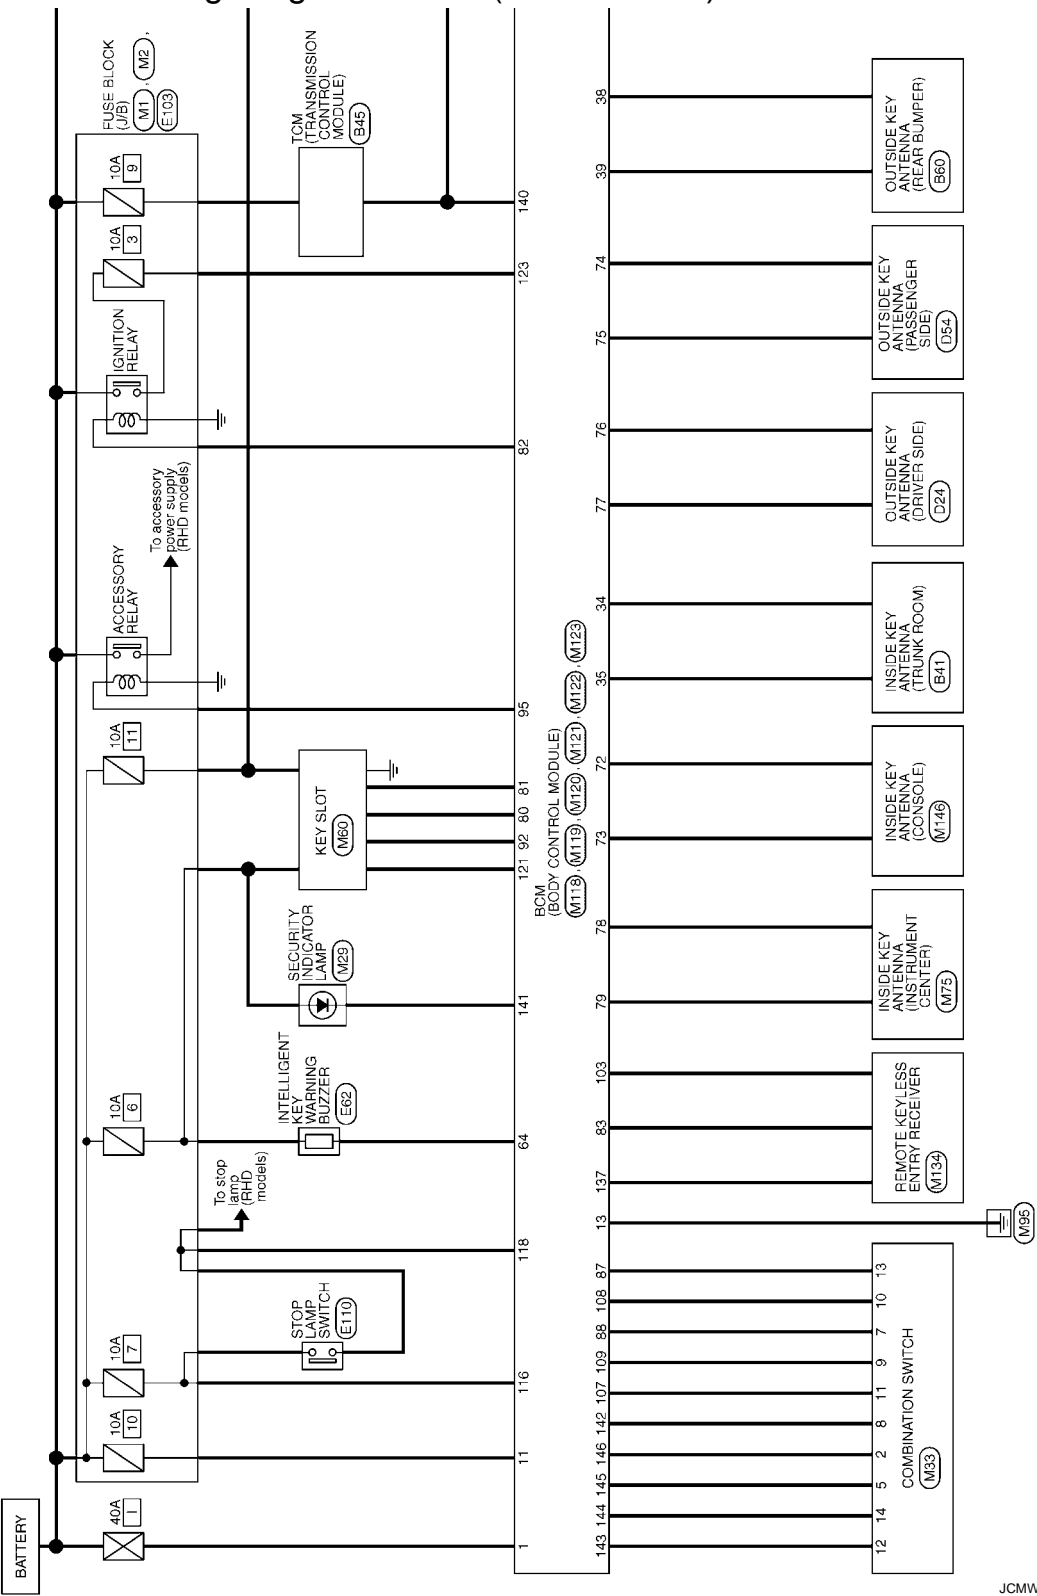 BATTERY
40A
I
10A
10
10A
7
10A
6
10A
11
10A
3
10A
9
FUSE BLOCK
(J/B)
M1, M2,
E103
ACCESSORY
RELAY
To accessory
power supply
(RHD models)
IGNITION
RELAY
To stop
lamp
(RHD
models)
STOP
LAMP
SWITCH
E110
INTELLIGENT
KEY
WARNING
BUZZER
E62
SECURITY
INDICATOR
LAMP
M29
KEY SLOT
M60
TCM
(TRANSMISSION
CONTROL
MODULE)
B45
1
11
116
118
64
141
121
92
80
81
95
82
123
140
BCM
(BODY CONTROL MODULE)
M118, M119, M120, M121, M122, M123
143
144
145
146
142
107
109
88
108
87
13
137
83
103
79
78
73
72
35
34
77
76
75
74
39
38
12
14
5
2
8
11
9
7
10
13
COMBINATION SWITCH
M33
M95
REMOTE KEYLESS
ENTRY RECEIVER
M134
INSIDE KEY
ANTENNA
(INSTRUMENT
CENTER)
M75
INSIDE KEY
ANTENNA
(CONSOLE)
M146
INSIDE KEY
ANTENNA
(TRUNK ROOM)
B41
OUTSIDE KEY
ANTENNA
(DRIVER SIDE)
D24
OUTSIDE KEY
ANTENNA
(PASSENGER
SIDE)
D54
OUTSIDE KEY
ANTENNA
(REAR BUMPER)
B60